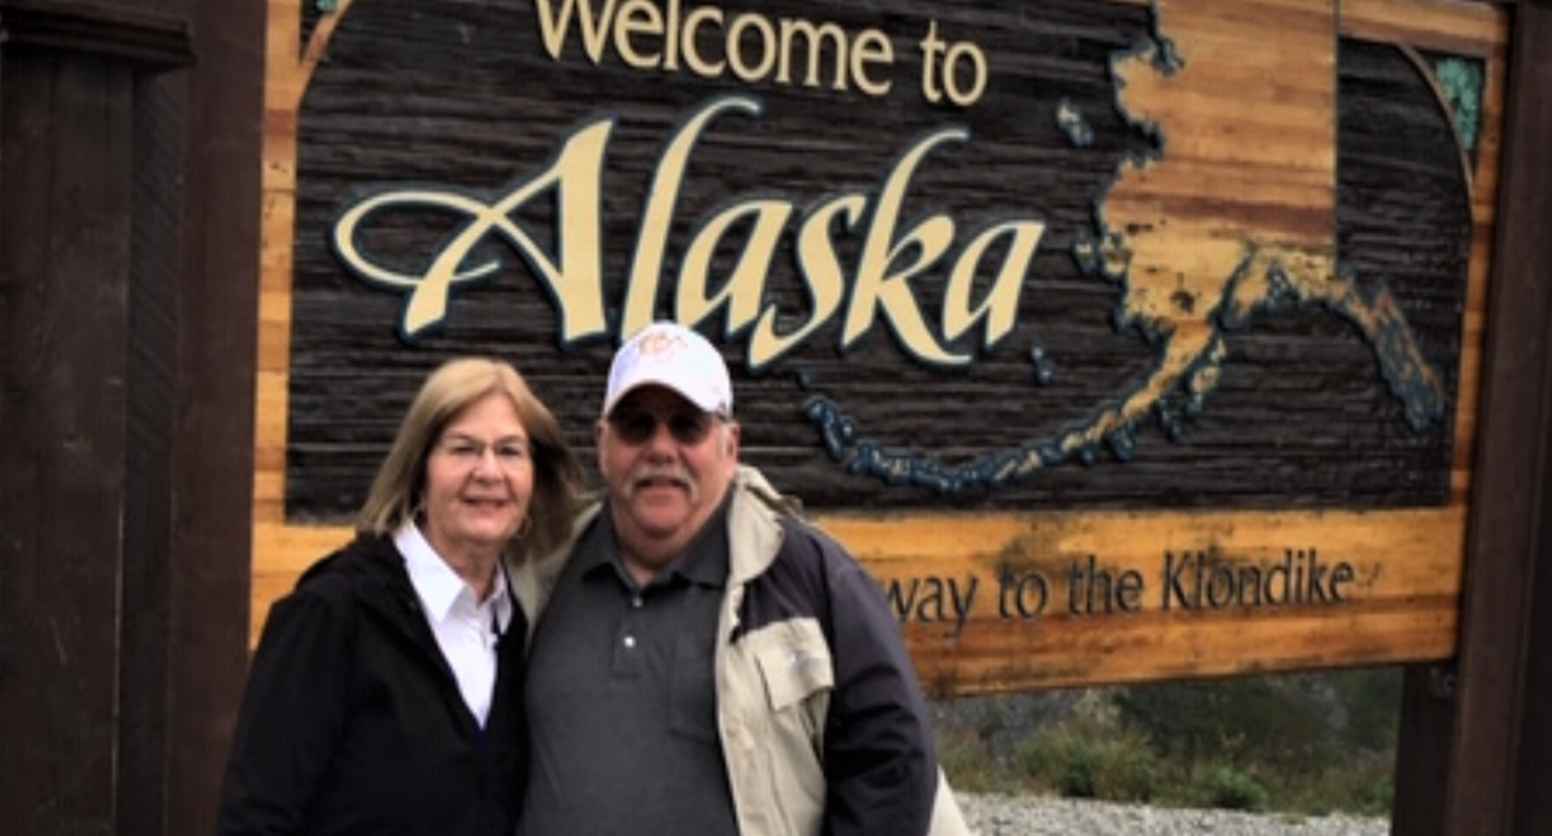 Welcome to
Alaska
way to the Klondike